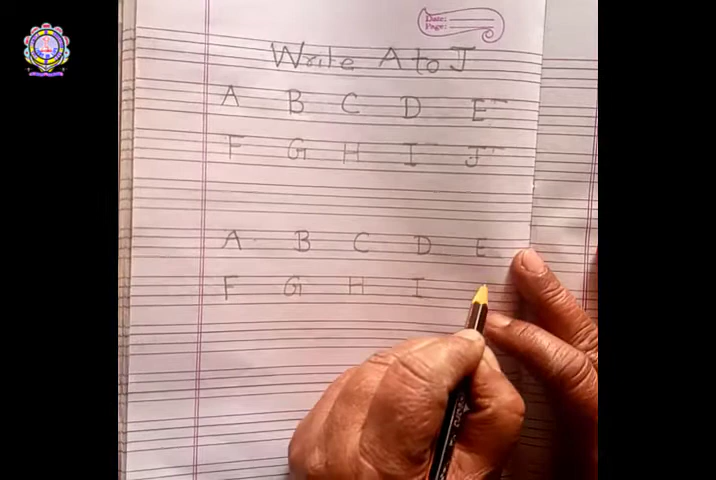 Date:
Page:
Write A to J
A B C D E
F G H I J
A B C D E
F G H I